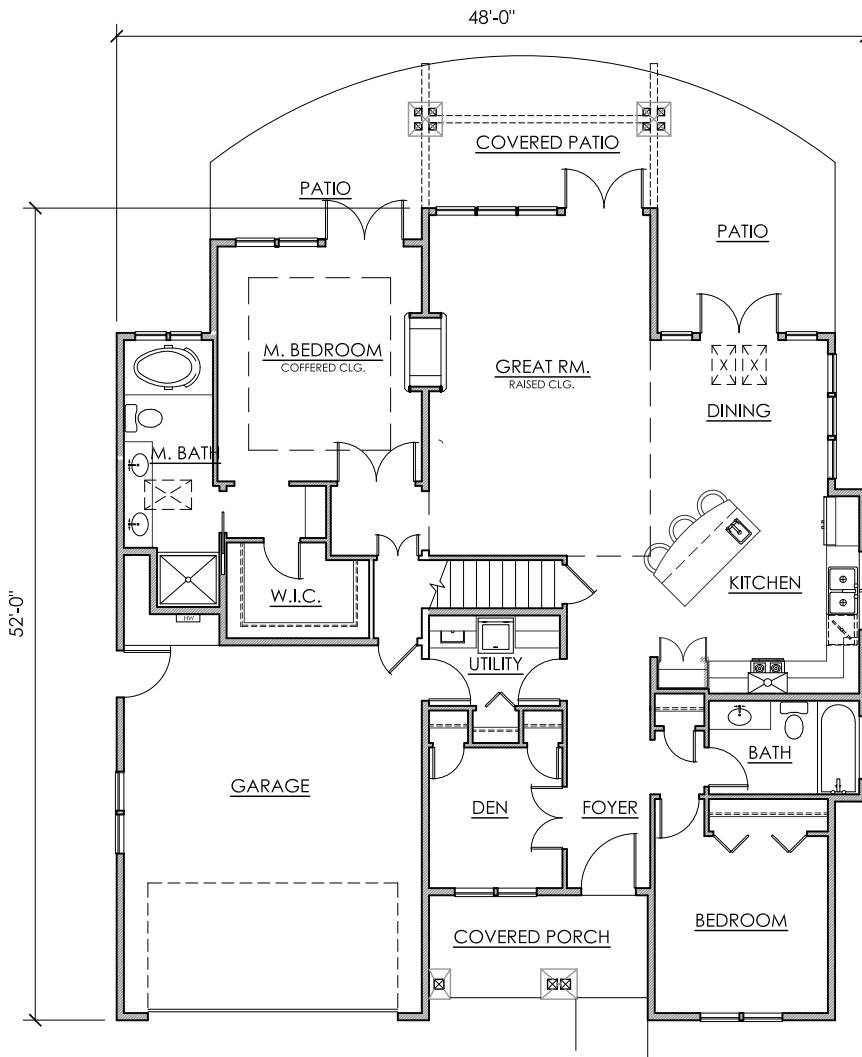 48'-0"
COVERED PATIO
PATIO
PATIO
M. BEDROOM
COFFERED CLG.
GREAT RM.
RAISED CLG.
DINING
M. BATH
KITCHEN
W.I.C.
52'-0"
HW
UTILITY
BATH
GARAGE
DEN
FOYER
BEDROOM
COVERED PORCH